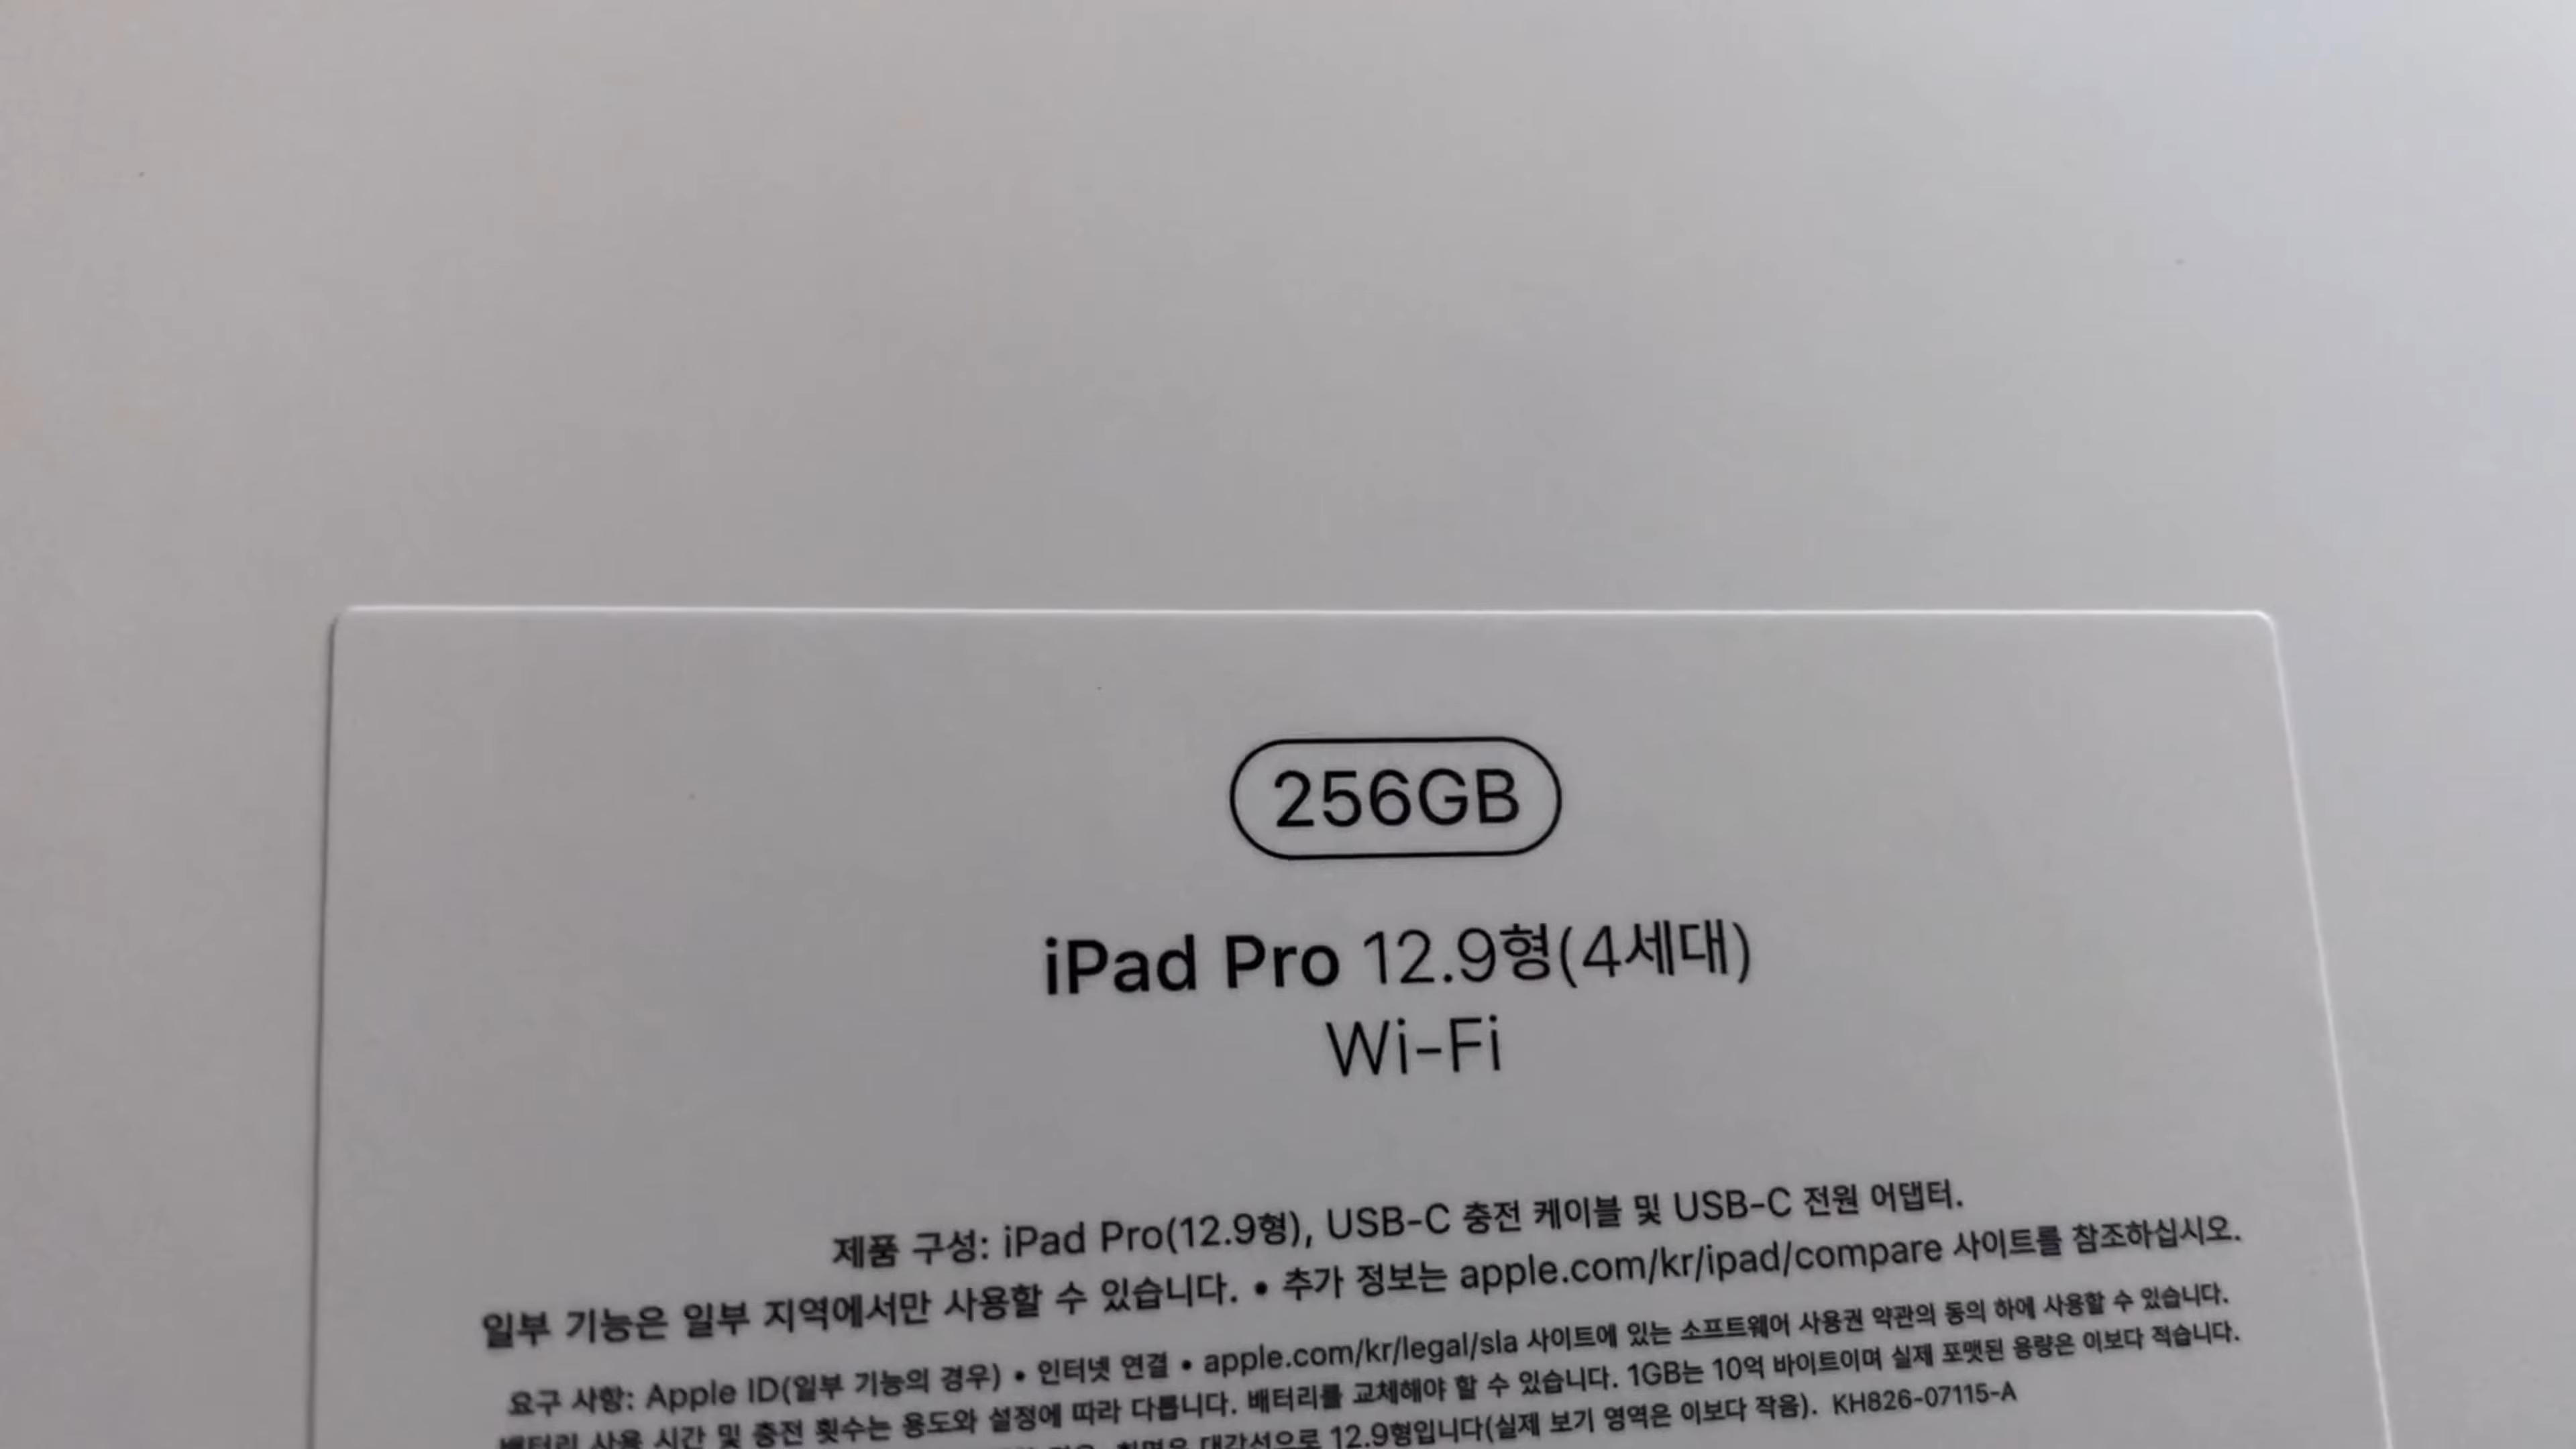 256GB
iPad Pro 12.9형(4세대)
Wi-Fi
제품 구성: iPad Pro(12.9형), USB-C 충전 케이블 및 USB-C 전원 어댑터.
일부 기능은 일부 지역에서만 사용할 수 있습니다. • 추가 정보는 apple.com/kr/ipad/compare 사이트를 참조하십시오.
요구 사항: Apple ID(일부 기능의 경우) • 인터넷 연결 • apple.com/kr/legal/sla 사이트에 있는 소프트웨어 사용권 약관의 동의 하에 사용할 수 있습니다.
배터리 사용 시간 및 충전 횟수는 용도와 설정에 따라 다릅니다. 배터리를 교체해야 할 수 있습니다. 1GB는 10억 바이트이며 실제 포맷된 용량은 이보다 적습니다.
화면은 대각선으로 12.9형입니다(실제 보기 영역은 이보다 작음). KH826-07115-A